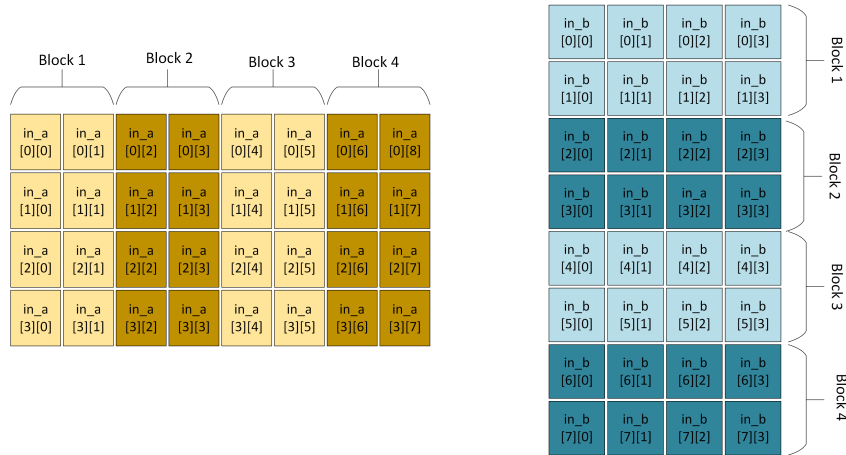 Block 1 Block 2 Block 3 Block 4
in_a in_a in_a in_a in_a in_a in_a in_a
[0][0] [0][1] [0][2] [0][3] [0][4] [0][5] [0][6] [0][8]
in_a in_a in_a in_a in_a in_a in_a in_a
[1][0] [1][1] [1][2] [1][3] [1][4] [1][5] [1][6] [1][7]
in_a in_a in_a in_a in_a in_a in_a in_a
[2][0] [2][1] [2][2] [2][3] [2][4] [2][5] [2][6] [2][7]
in_a in_a in_a in_a in_a in_a in_a in_a
[3][0] [3][1] [3][2] [3][3] [3][4] [3][5] [3][6] [3][7]
in_b in_b in_b in_b
[0][0] [0][1] [0][2] [0][3]
in_b in_b in_b in_b
[1][0] [1][1] [1][2] [1][3]
Block 1
in_b in_b in_b in_b
[2][0] [2][1] [2][2] [2][3]
in_b in_b in_a in_b
[3][0] [3][1] [3][2] [3][3]
Block 2
in_b in_b in_b in_b
[4][0] [4][1] [4][2] [4][3]
in_b in_b in_b in_b
[5][0] [5][1] [5][2] [5][3]
Block 3
in_b in_b in_b in_b
[6][0] [6][1] [6][2] [6][3]
in_b in_b in_b in_b
[7][0] [7][1] [7][2] [7][3]
Block 4